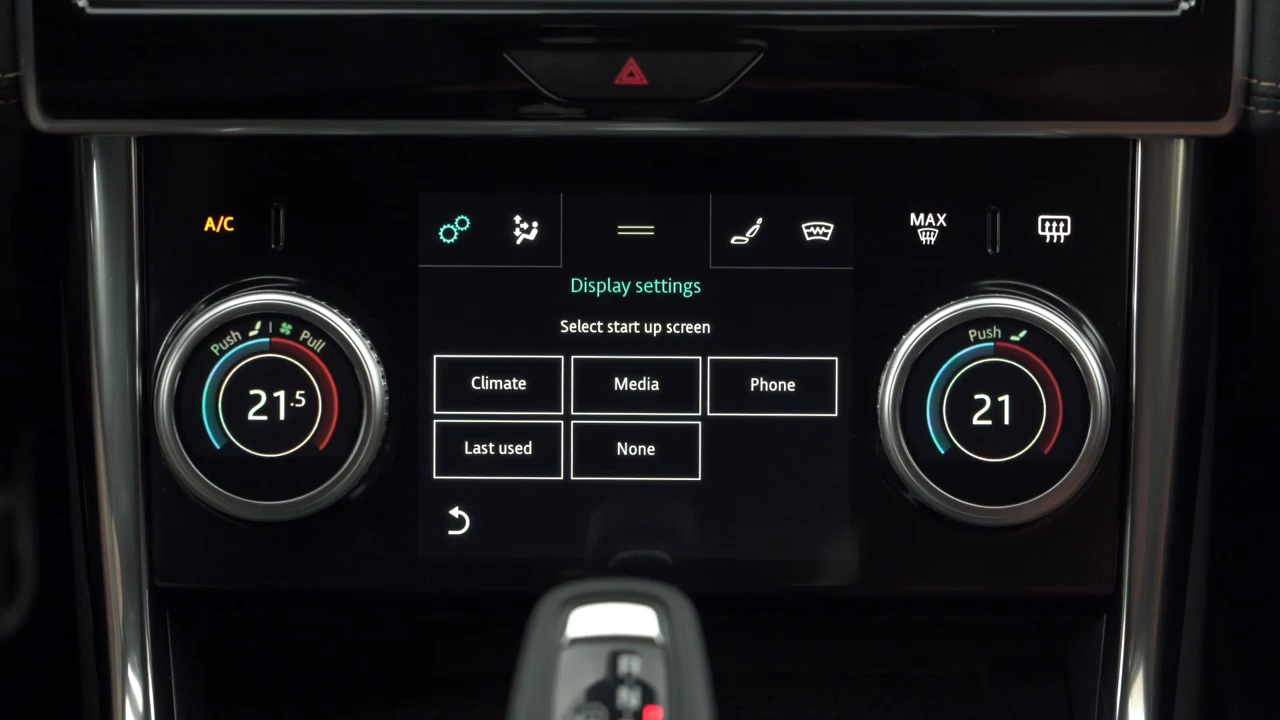 A/C
MAX
Display settings
Select start up screen
Push Pull
21.5
Climate
Media
Phone
Last used
None
Push
21